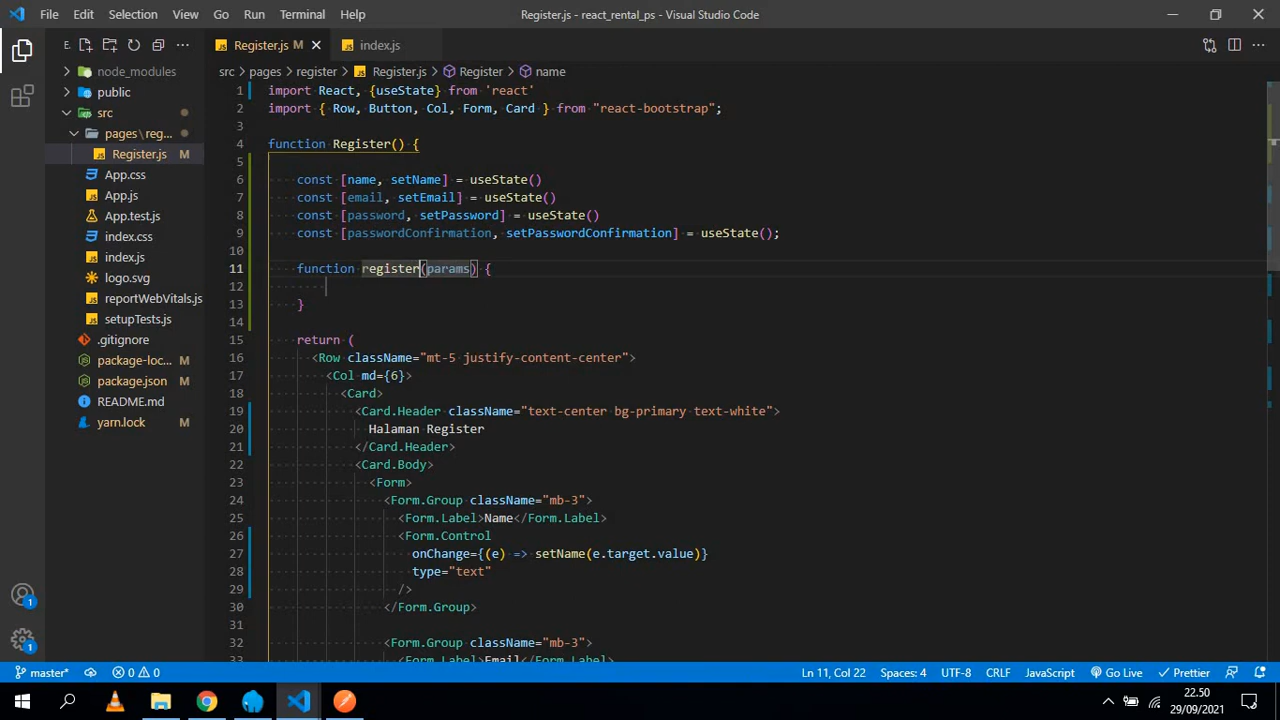 File Edit Selection View Go Run Terminal Help
Register.js - react_rental_ps - Visual Studio Code
E.
Register.js M
index.js
src > pages > register > Register.js > Register > name
node_modules
public
src
pages\reg...
Register.js M
App.css
App.js
App.test.js
index.css
index.js
logo.svg
reportWebVitals.js
setupTests.js
.gitignore
package-loc... M
package.json M
README.md
yarn.lock
1 import React, {useState} from 'react'
2 import { Row, Button, Col, Form, Card } from "react-bootstrap";
3
4 function Register() {
5
6 const [name, setName] = useState()
7 const [email, setEmail] = useState()
8 const [password, setPassword] = useState()
9 const [passwordConfirmation, setPasswordConfirmation] = useState();
10
11 function register(params) {
12
13 }
14
15 return (
16 <Row className="mt-5 justify-content-center">
17 <Col md={6}>
18 <Card>
19 <Card.Header className="text-center bg-primary text-white">
20 Halaman Register
21 </Card.Header>
22 <Card.Body>
23 <Form>
24 <Form.Group className="mb-3">
25 <Form.Label>Name</Form.Label>
26 <Form.Control
27 onChange={(e) => setName(e.target.value)}
28 type="text"
29 />
30 </Form.Group>
31
32 <Form.Group className="mb-3">
33 <Form.Label>Email</Form.Label>
1
1
master* 0 0 Ln 11, Col 22 Spaces: 4 UTF-8 CRLF JavaScript Go Live Prettier
22.50
29/09/2021